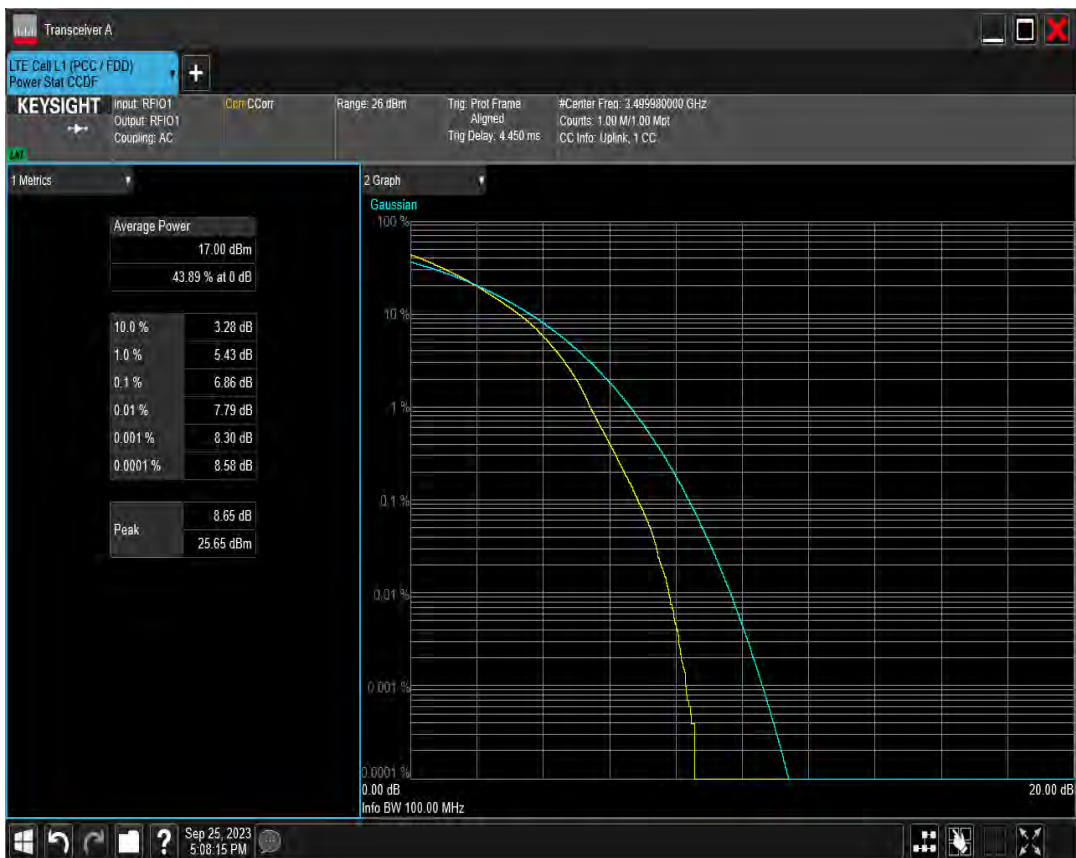 Transceiver A
LTE Cell L1 (PCC / FDD)
Power Stat CCDF
+
KEYSIGHT
Input: RFIO1
Output: RFIO1
Coupling: AC
Corr CCorr
Range: 26 dBm
Trig: Prot Frame
Aligned
Trig Delay: 4.450 ms
#Center Freq: 3.499980000 GHz
Counts: 1.00 M/1.00 Mpt
CC Info: Uplink, 1 CC
1 Metrics
Average Power
17.00 dBm
43.89 % at 0 dB
10.0 % 3.28 dB
1.0 % 5.43 dB
0.1 % 6.86 dB
0.01 % 7.79 dB
0.001 % 8.30 dB
0.0001 % 8.58 dB
Peak
8.65 dB
25.65 dBm
2 Graph
Gaussian
100 %
10 %
1 %
0.1 %
0.01 %
0.001 %
0.0001 %
0.00 dB 20.00 dB
Info BW 100.00 MHz
?
Sep 25, 2023
5:08:15 PM